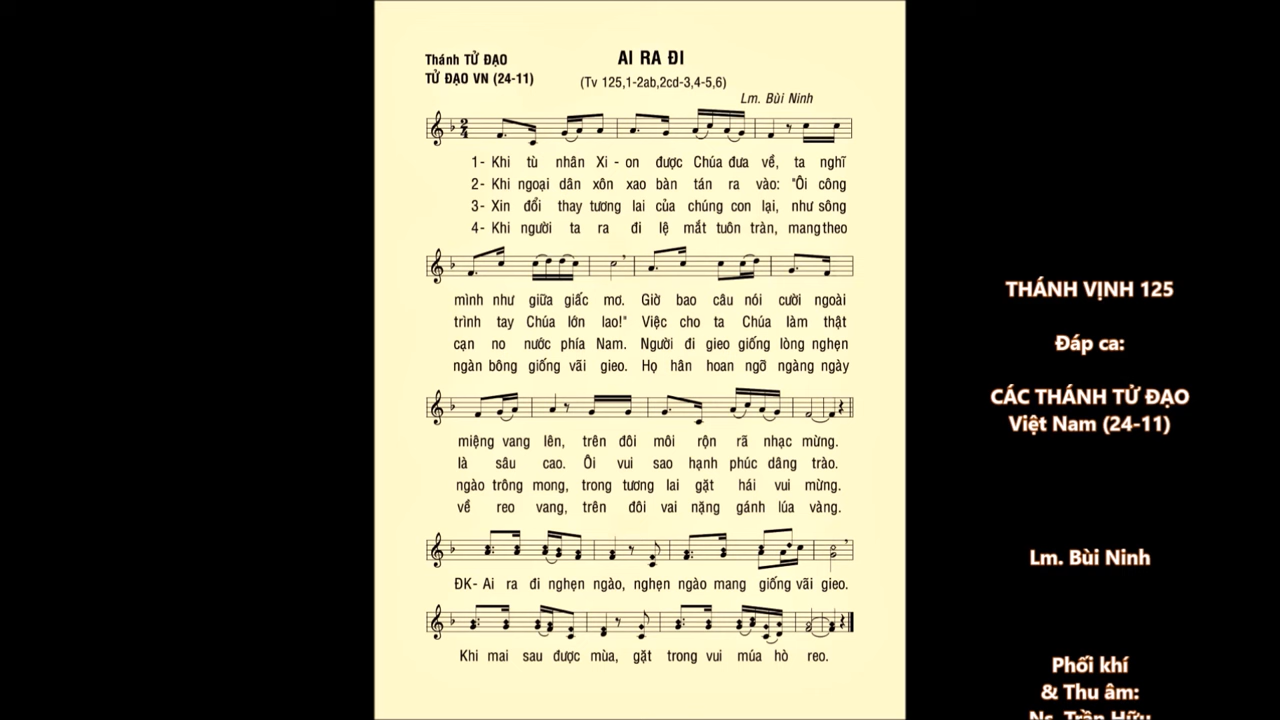 Thánh TỬ ĐẠO
TỬ ĐẠO VN (24-11)
AI RA ĐI
(Tv 125,1-2ab,2cd-3,4-5,6)
Lm. Bùi Ninh
1- Khi tù nhân Xi - on được Chúa đưa về, ta nghĩ
2- Khi ngoại dân xôn xao bàn tán ra vào: "Ôi công
3- Xin đổi thay tương lai của chúng con lại, như sông
4- Khi người ta ra đi lệ mắt tuôn tràn, mang theo
mình như giữa giấc mơ. Giờ bao câu nói cười ngoài
trình tay Chúa lớn lao!" Việc cho ta Chúa làm thật
cạn no nước phía Nam. Người đi gieo giống lòng nghẹn
ngàn bông giống vãi gieo. Họ hân hoan ngỡ ngàng ngày
miệng vang lên, trên đôi môi rộn rã nhạc mừng.
là sâu cao. Ôi vui sao hạnh phúc dâng trào.
ngào trông mong, trong tương lai gặt hái vui mừng.
về reo vang, trên đôi vai nặng gánh lúa vàng.
ĐK- Ai ra đi nghẹn ngào, nghẹn ngào mang giống vãi gieo.
Khi mai sau được mùa, gặt trong vui múa hò reo.
THÁNH VỊNH 125
Đáp ca:
CÁC THÁNH TỬ ĐẠO
Việt Nam (24-11)
Lm. Bùi Ninh
Phối khí
& Thu âm:
Ns. Trần Hữu